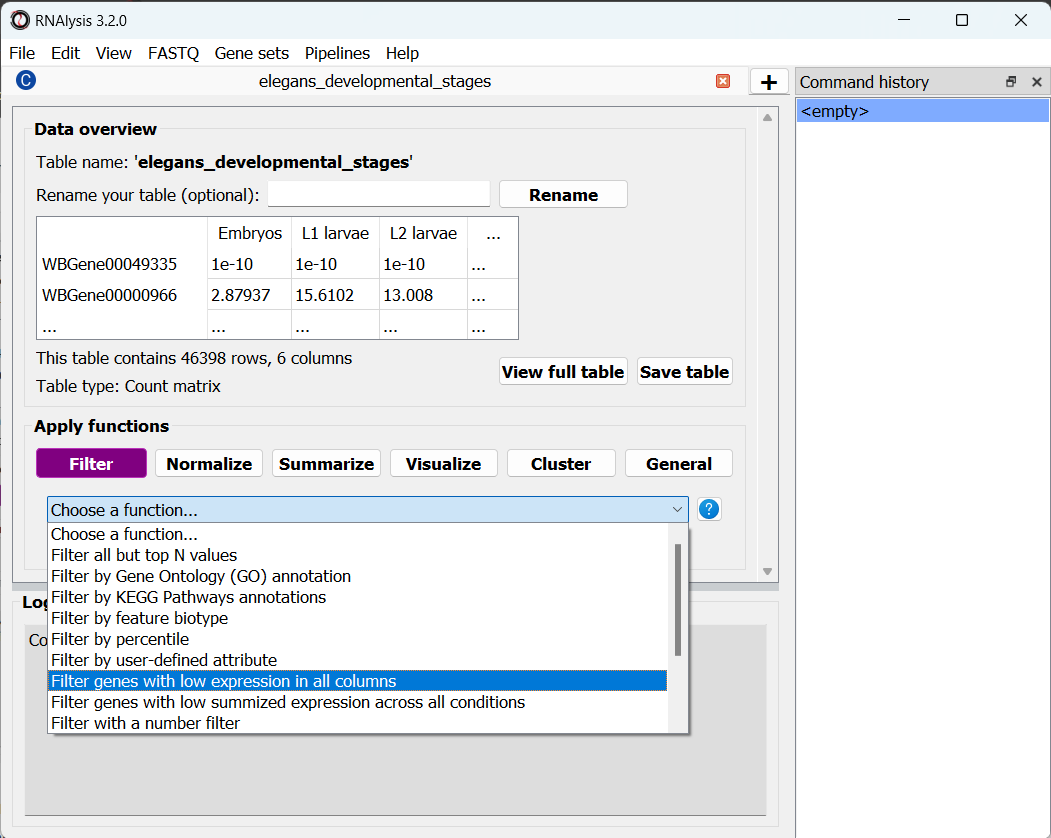 RNAlysis 3.2.0
File Edit View FASTQ Gene sets Pipelines Help
C elegans_developmental_stages
Command history
<empty>
Data overview
Table name: 'elegans_developmental_stages'
Rename your table (optional): Rename
Embryos L1 larvae L2 larvae ...
WBGene00049335 1e-10 1e-10 1e-10 ...
WBGene00000966 2.87937 15.6102 13.008 ...
... ... ... ... ...
This table contains 46398 rows, 6 columns
View full table Save table
Table type: Count matrix
Apply functions
Filter Normalize Summarize Visualize Cluster General
Choose a function... ?
Choose a function...
Filter all but top N values
Filter by Gene Ontology (GO) annotation
Filter by KEGG Pathways annotations
Filter by feature biotype
Filter by percentile
Filter by user-defined attribute
Filter genes with low expression in all columns
Filter genes with low summized expression across all conditions
Filter with a number filter
Log
Co